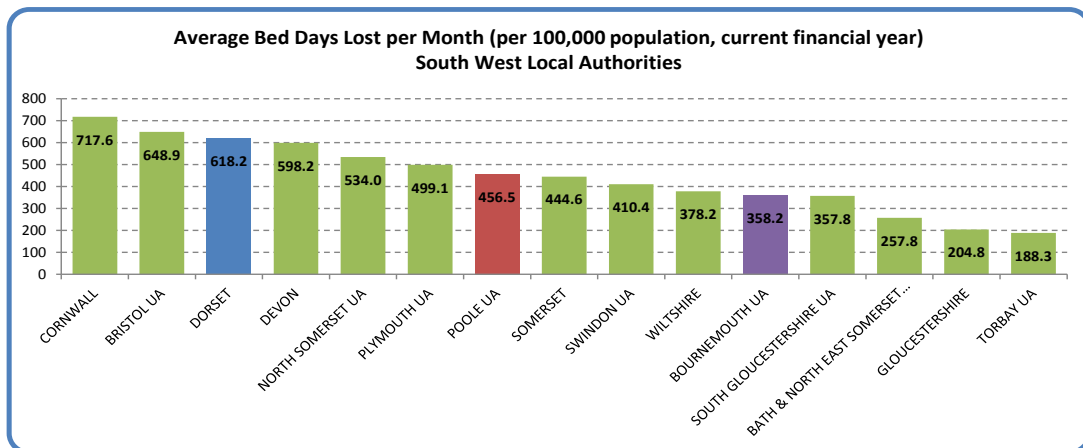 Average Bed Days Lost per Month (per 100,000 population, current financial year)
South West Local Authorities
800
700
600
500
400
300
200
100
0
717.6
648.9
618.2
598.2
534.0
499.1
456.5
444.6
410.4
378.2
358.2
357.8
257.8
204.8
188.3
CORNWALL
BRISTOL UA
DORSET
DEVON
NORTH SOMERSET UA
PLYMOUTH UA
POOLE UA
SOMERSET
SWINDON UA
WILTSHIRE
BOURNEMOUTH UA
SOUTH GLOUCESTERSHIRE UA
BATH & NORTH EAST SOMERSET...
GLOUCESTERSHIRE
TORBAY UA